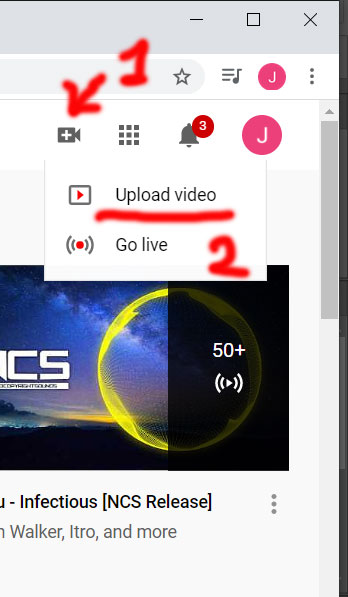 1
J
3
J
Upload video
Go live
2
50+
NCS
NOCOPYRIGHTSOUNDS
u - Infectious [NCS Release]
n Walker, Itro, and more